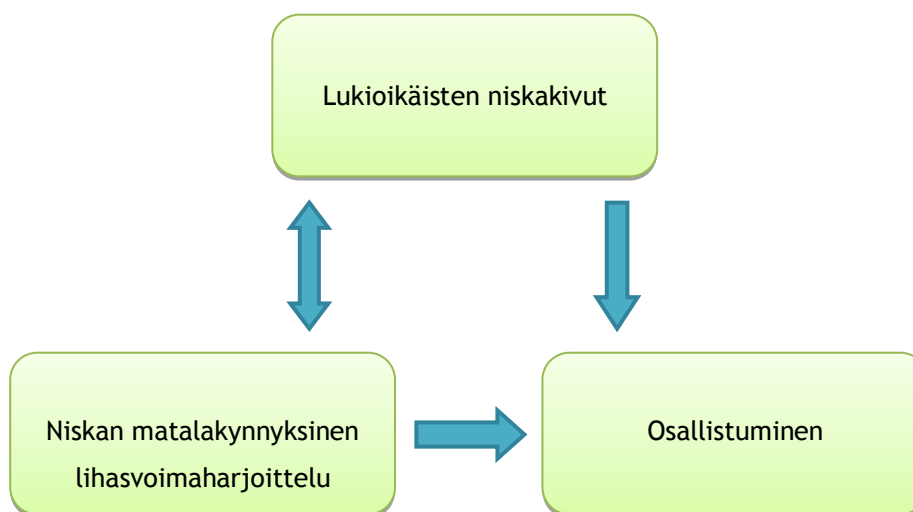 Lukioikäisten niskakivut
Niskan matalakynnyksinen
lihasvoimaharjoittelu
Osallistuminen